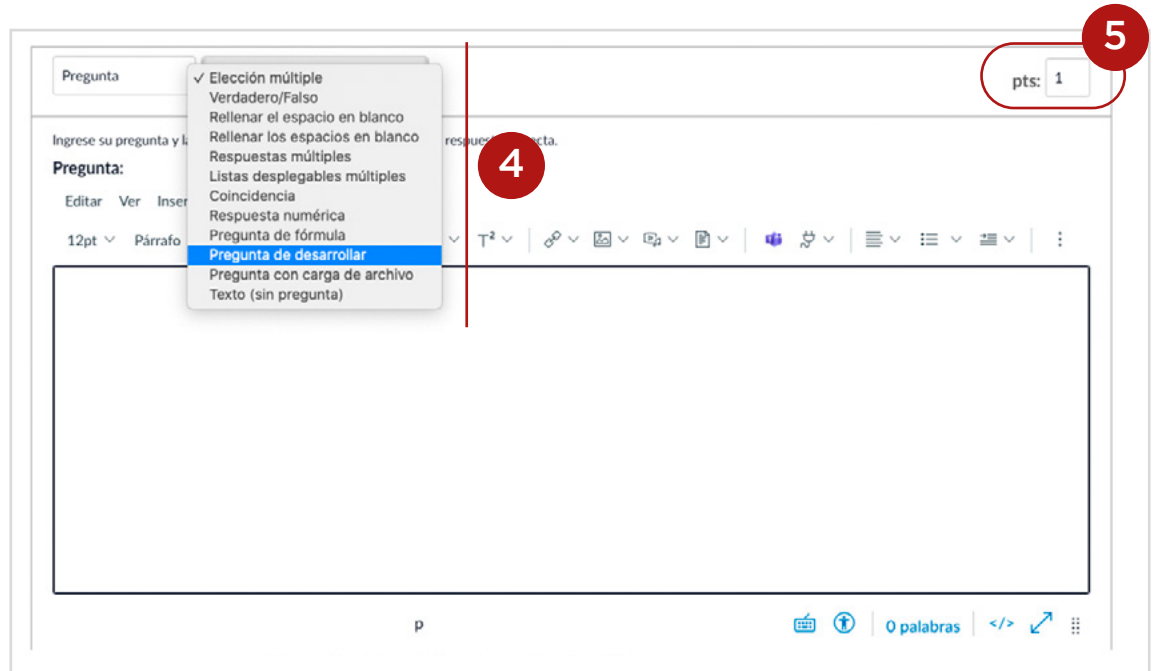 5
Pregunta
pts: 1
✓ Elección múltiple
Verdadero/Falso
Rellenar el espacio en blanco
Rellenar los espacios en blanco
Respuestas múltiples
Listas desplegables múltiples
Coincidencia
Respuesta numérica
Pregunta de fórmula
Pregunta de desarrollar
Pregunta con carga de archivo
Texto (sin pregunta)
Ingrese su pregunta y
4
Pregunta:
Editar Ver
12pt Párrafo T²
p
0 palabras </>